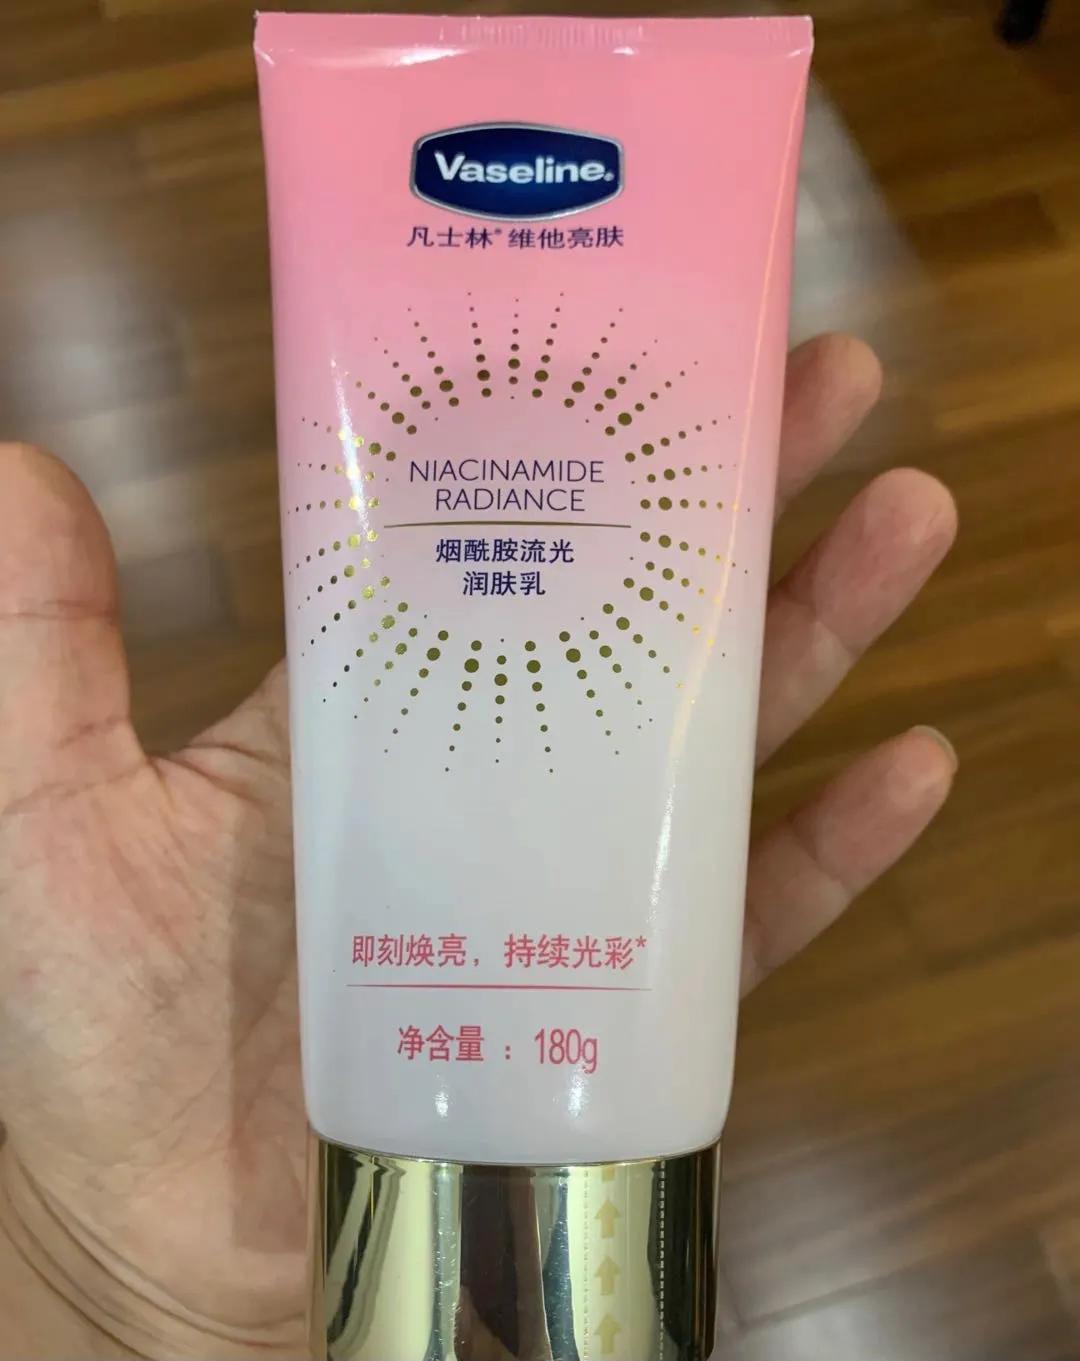 Vaseline®
凡士林®维他亮肤
NIACINAMIDE
RADIANCE
烟酰胺流光
润肤乳
即刻焕亮，持续光彩*
净含量：180g